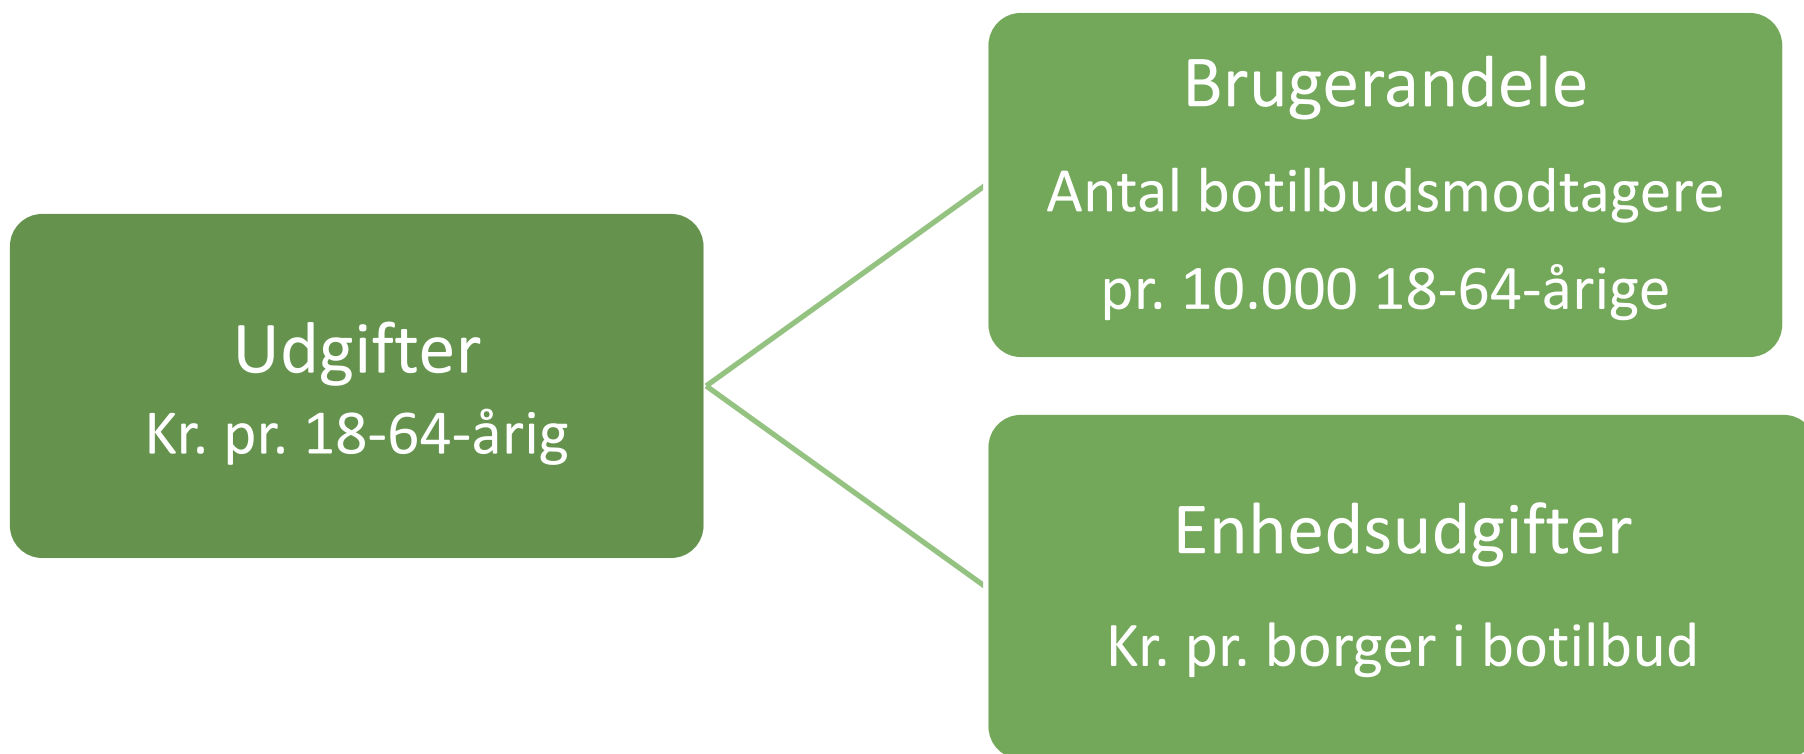 Udgifter
Kr. pr. 18-64-årig
Brugerandele
Antal botilbudsmodtagere
pr. 10.000 18-64-årige
Enhedsudgifter
Kr. pr. borger i botilbud